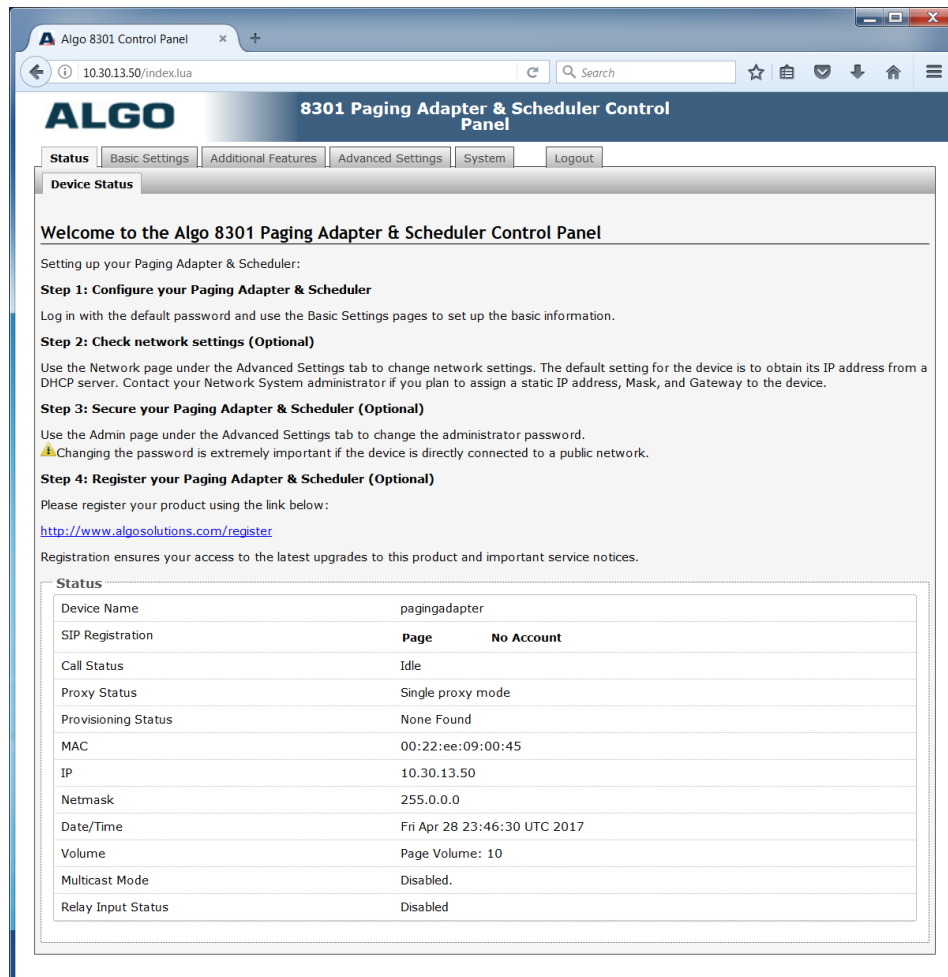 Algo 8301 Control Panel
10.30.13.50/index.lua
Search
ALGO
8301 Paging Adapter & Scheduler Control
Panel
Status
Basic Settings
Additional Features
Advanced Settings
System
Logout
Device Status
Welcome to the Algo 8301 Paging Adapter & Scheduler Control Panel
Setting up your Paging Adapter & Scheduler:
Step 1: Configure your Paging Adapter & Scheduler
Log in with the default password and use the Basic Settings pages to set up the basic information.
Step 2: Check network settings (Optional)
Use the Network page under the Advanced Settings tab to change network settings. The default setting for the device is to obtain its IP address from a
DHCP server. Contact your Network System administrator if you plan to assign a static IP address, Mask, and Gateway to the device.
Step 3: Secure your Paging Adapter & Scheduler (Optional)
Use the Admin page under the Advanced Settings tab to change the administrator password.
Changing the password is extremely important if the device is directly connected to a public network.
Step 4: Register your Paging Adapter & Scheduler (Optional)
Please register your product using the link below:
http://www.algosolutions.com/register
Registration ensures your access to the latest upgrades to this product and important service notices.
Status
Device Name pagingadapter
SIP Registration Page No Account
Call Status Idle
Proxy Status Single proxy mode
Provisioning Status None Found
MAC 00:22:ee:09:00:45
IP 10.30.13.50
Netmask 255.0.0.0
Date/Time Fri Apr 28 23:46:30 UTC 2017
Volume Page Volume: 10
Multicast Mode Disabled.
Relay Input Status Disabled